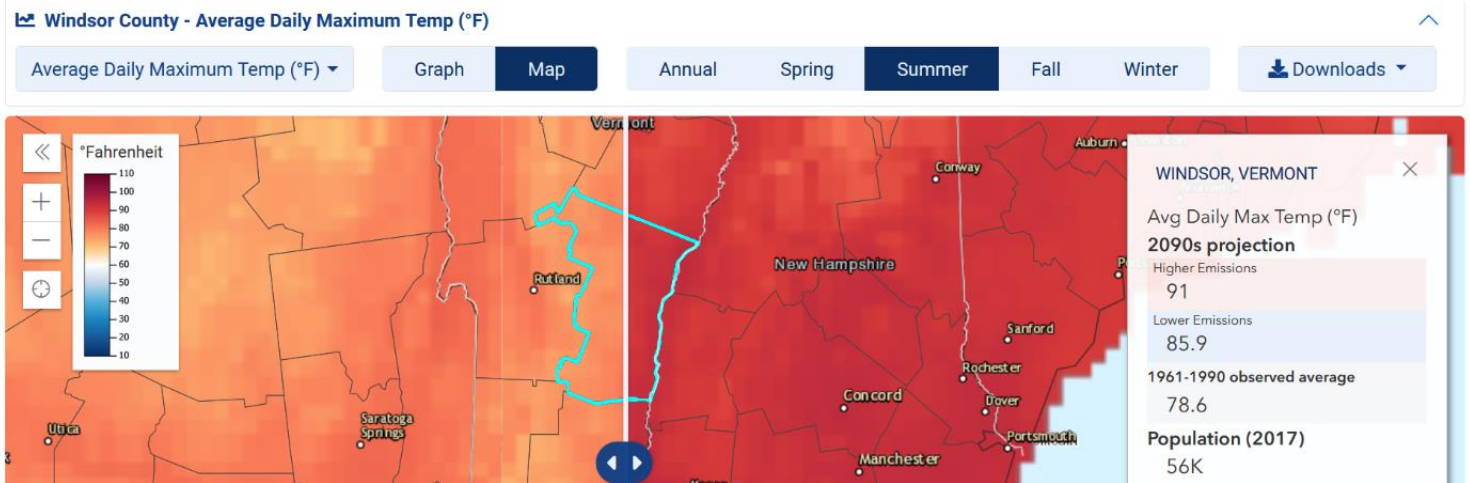 Windsor County - Average Daily Maximum Temp (°F)
Average Daily Maximum Temp (°F)
Graph
Map
Annual
Spring
Summer
Fall
Winter
Downloads
°Fahrenheit
110
100
90
80
70
60
50
40
30
20
10
Vermont
Auburn
Conway
New Hampshire
Rutland
Sanford
Rochester
Concord
Dover
Saratoga
Springs
Utica
Portsmouth
Manchester
WINDSOR, VERMONT
Avg Daily Max Temp (°F)
2090s projection
Higher Emissions
91
Lower Emissions
85.9
1961-1990 observed average
78.6
Population (2017)
56K